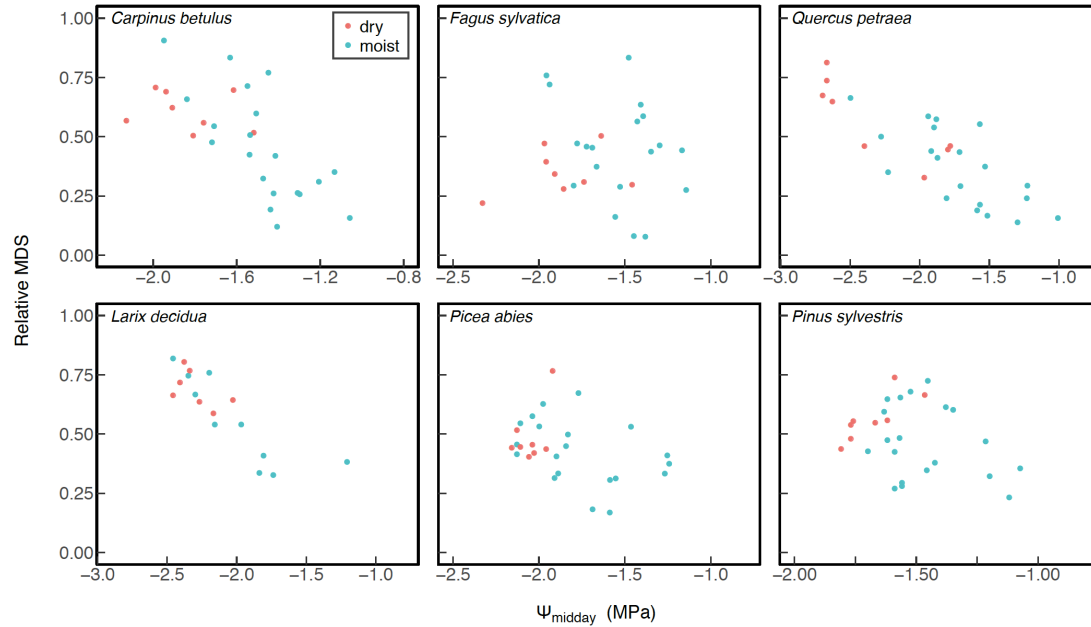 Carpinus betulus
dry
moist
Fagus sylvatica
Quercus petraea
1.00
0.75
0.50
0.25
0.00
−2.0 −1.6 −1.2 −0.8
−2.5 −2.0 −1.5 −1.0
−3.0 −2.5 −2.0 −1.5 −1.0
Relative MDS
Larix decidua
Picea abies
Pinus sylvestris
1.00
0.75
0.50
0.25
0.00
−3.0 −2.5 −2.0 −1.5 −1.0
−2.5 −2.0 −1.5 −1.0
−2.00 −1.50 −1.00
Ψmidday (MPa)